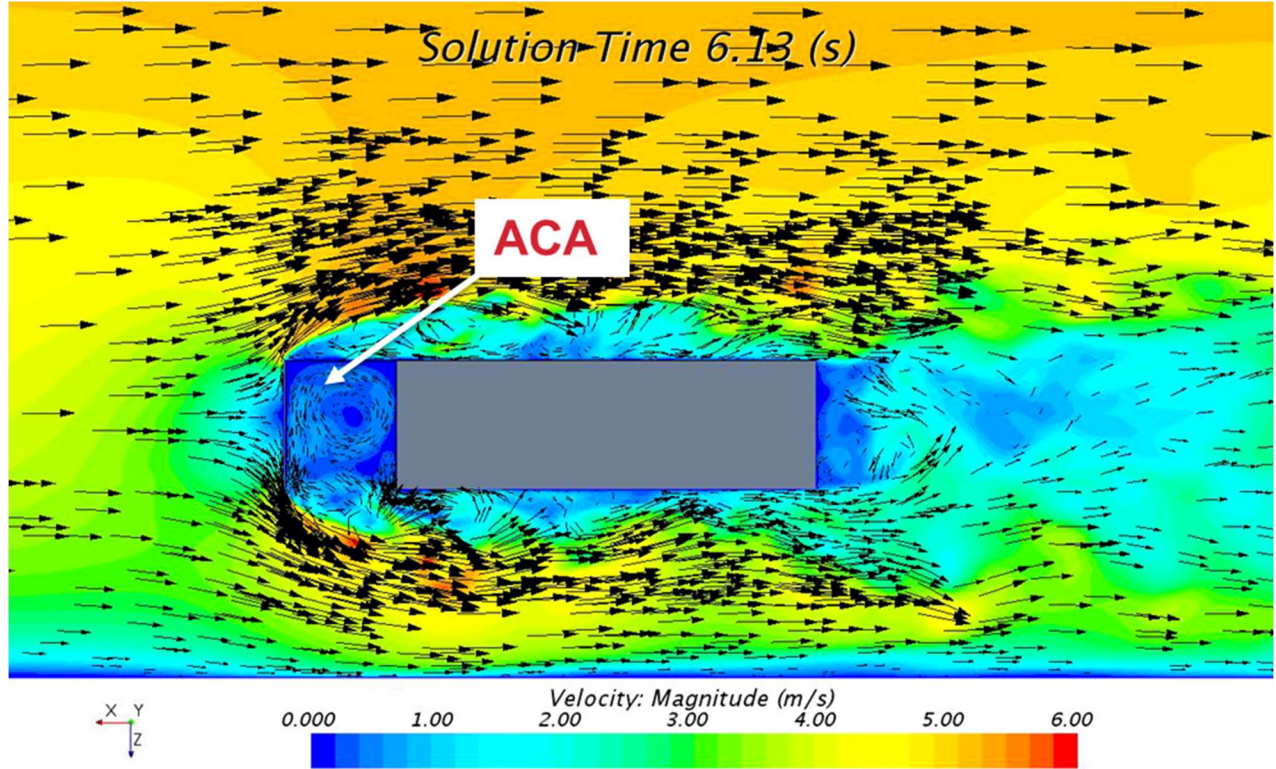 Solution Time 6.13 (s)
ACA
X Y
Z
Velocity: Magnitude (m/s)
0.000 1.00 2.00 3.00 4.00 5.00 6.00